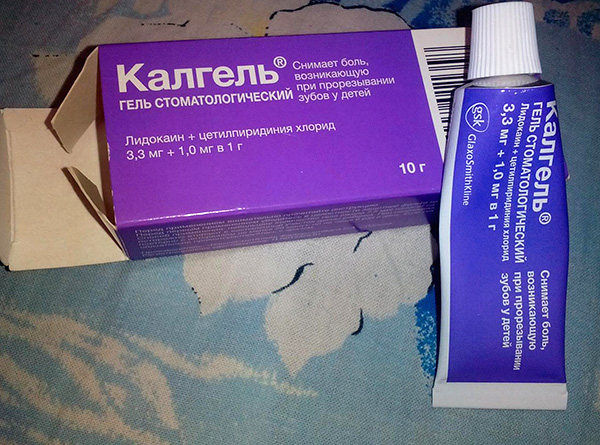 Калгель®
ГЕЛЬ СТОМАТОЛОГИЧЕСКИЙ
Снимает боль,
возникающую
при прорезывании
зубов у детей
Лидокаин + цетилпиридиния хлорид
3,3 мг + 1,0 мг в 1 г
10 г
gsk
GlaxoSmithKline
Калгель®
ГЕЛЬ СТОМАТОЛОГИЧЕСКИЙ
Лидокаин + цетилпиридиния хлорид
3,3 мг + 1,0 мг в 1 г
Снимает боль,
возникающую
при прорезывании
зубов у детей